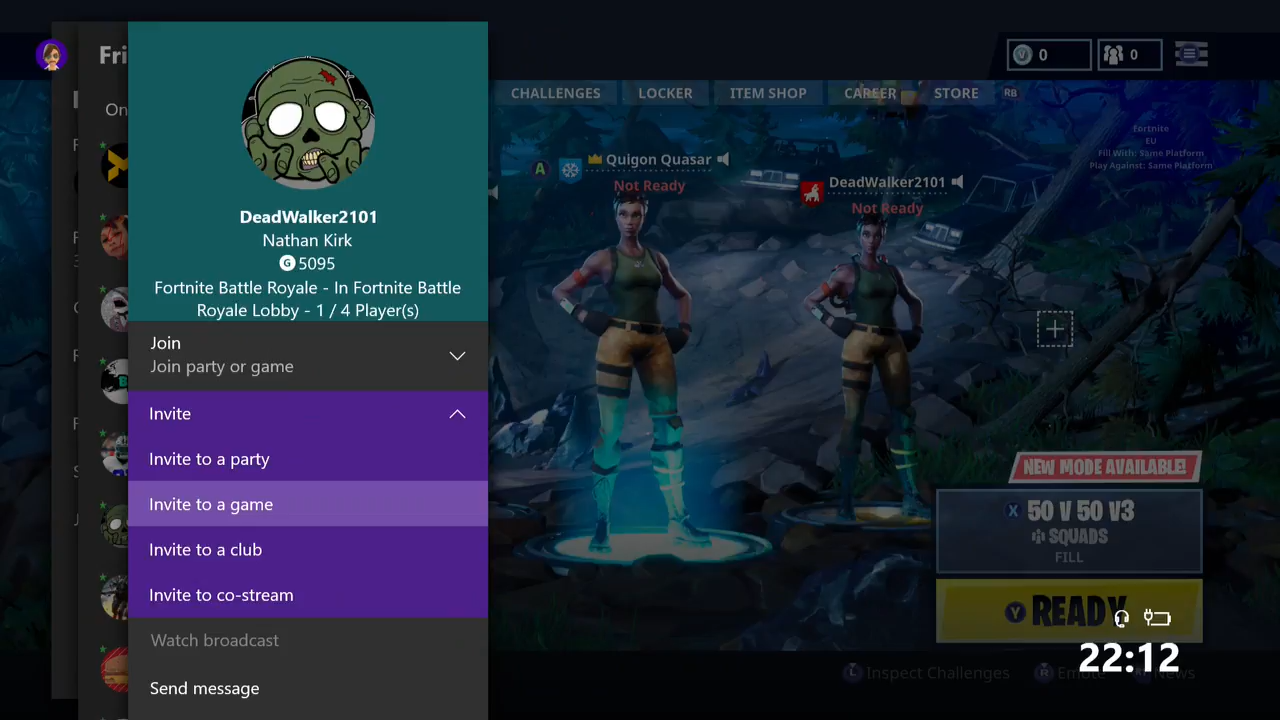 Fri
On
DeadWalker2101
Nathan Kirk
G 5095
Fortnite Battle Royale - In Fortnite Battle
Royale Lobby - 1 / 4 Player(s)
Join
Join party or game
Invite
Invite to a party
Invite to a game
Invite to a club
Invite to co-stream
Watch broadcast
Send message
V 0
0
CHALLENGES
LOCKER
ITEM SHOP
CAREER
STORE
RB
Fortnite
EU
Fill With: Same Platform
Play Against: Same Platform
A
Quigon Quasar
Not Ready
DeadWalker2101
Not Ready
NEW MODE AVAILABLE!
X 50 V 50 V3
SQUADS
FILL
Y READY
22:12
L Inspect Challenges
R Emote
News